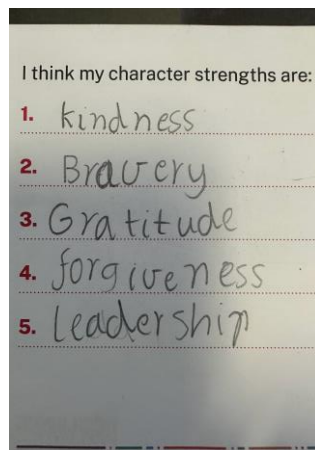 I think my character strengths are:
1. kindness
2. Bravery
3. Gratitude
4. forgiveness
5. leadership